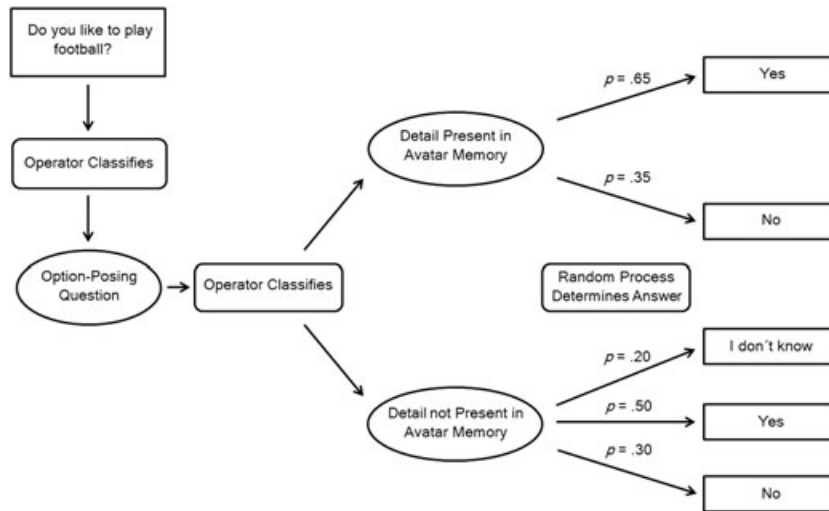 Do you like to play
football?
Operator Classifies
Option-Posing
Question
Operator Classifies
Detail Present in
Avatar Memory
p = .65
Yes
p = .35
No
Random Process
Determines Answer
Detail not Present in
Avatar Memory
p = .20
I don´t know
p = .50
Yes
p = .30
No